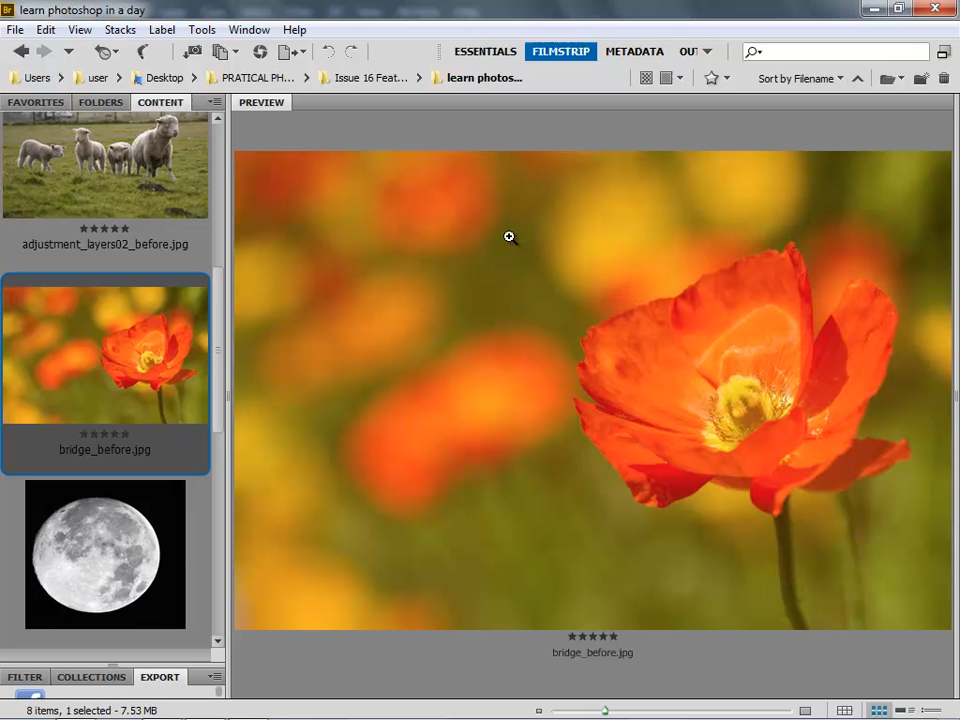 Br learn photoshop in a day
File Edit View Stacks Label Tools Window Help
ESSENTIALS FILMSTRIP METADATA OUT
Users user Desktop PRATICAL PH... Issue 16 Feat... learn photos... Sort by Filename
FAVORITES FOLDERS CONTENT PREVIEW
adjustment_layers02_before.jpg
bridge_before.jpg
bridge_before.jpg
FILTER COLLECTIONS EXPORT
8 items, 1 selected - 7.53 MB